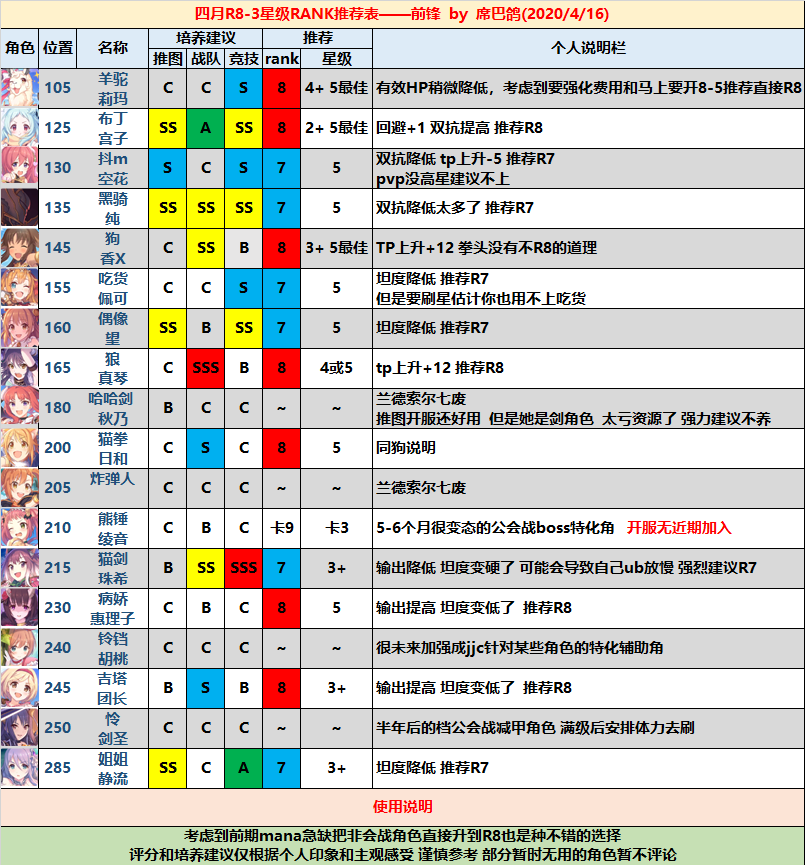 四月R8-3星级RANK推荐表——前锋 by 席巴鸽(2020/4/16)
角色 位置 名称 培养建议 推荐 个人说明栏
推图 战队 竞技 rank 星级
105 羊驼 莉玛 C C S 8 4+ 5最佳 有效HP稍微降低，考虑到要强化费用和马上要开8-5推荐直接R8
125 布丁 宫子 SS A SS 8 2+ 5最佳 回避+1 双抗提高 推荐R8
130 抖m 空花 S C S 7 5 双抗降低 tp上升-5 推荐R7
pvp没高星建议不上
135 黑骑 纯 SS SS SS 7 5 双抗降低太多了 推荐R7
145 狗 香X C SS B 8 3+ 5最佳 TP上升+12 拳头没有不R8的道理
155 吃货 佩可 C C S 7 5 坦度降低 推荐R7
但是要刷星估计你也用不上吃货
160 偶像 望 SS B SS 7 5 坦度降低 推荐R7
165 狼 真琴 C SSS B 8 4或5 tp上升+12 推荐R8
180 哈哈剑 秋乃 B C C ~ ~ 兰德索尔七废
推图开服还好用 但是她是剑角色 太亏资源了 强力建议不养
200 猫拳 日和 C S C 8 5 同狗说明
205 炸弹人 C C C ~ ~ 兰德索尔七废
210 熊锤 绫音 C B C 卡9 卡3 5-6个月很变态的公会战boss特化角 开服无近期加入
215 猫剑 珠希 B SS SSS 7 3+ 输出降低 坦度变硬了 可能会导致自己ub放慢 强烈建议R7
230 病娇 惠理子 C B C 8 5 输出提高 坦度变低了 推荐R8
240 铃铛 胡桃 C C C ~ ~ 很未来加强成jjc针对某些角色的特化辅助角
245 吉塔 团长 B S B 8 3+ 输出提高 坦度变低了 推荐R8
250 怜 剑圣 C C C ~ ~ 半年后的档公会战减甲角色 满级后安排体力去刷
285 姐姐 静流 SS C A 7 3+ 坦度降低 推荐R7
使用说明
考虑到前期mana急缺把非会战角色直接升到R8也是种不错的选择
评分和培养建议仅根据个人印象和主观感受 谨慎参考 部分暂时无用的角色暂不评论